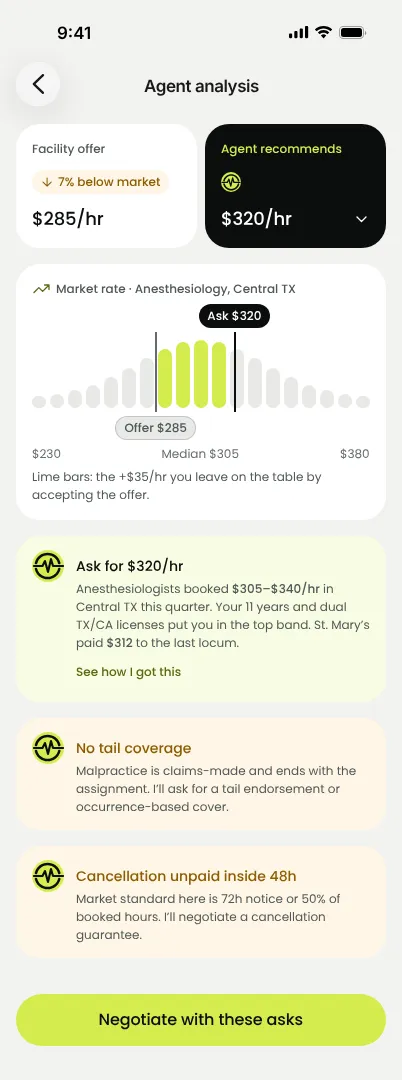 9:41
Agent analysis
Facility offer
↓ 7% below market
$285/hr
Agent recommends
$320/hr
Market rate · Anesthesiology, Central TX
Ask $320
Offer $285
$230 Median $305 $380
Lime bars: the +$35/hr you leave on the table by
accepting the offer.
Ask for $320/hr
Anesthesiologists booked $305–$340/hr in
Central TX this quarter. Your 11 years and dual
TX/CA licenses put you in the top band. St. Mary’s
paid $312 to the last locum.
See how I got this
No tail coverage
Malpractice is claims-made and ends with the
assignment. I’ll ask for a tail endorsement or
occurrence-based cover.
Cancellation unpaid inside 48h
Market standard here is 72h notice or 50% of
booked hours. I’ll negotiate a cancellation
guarantee.
Negotiate with these asks